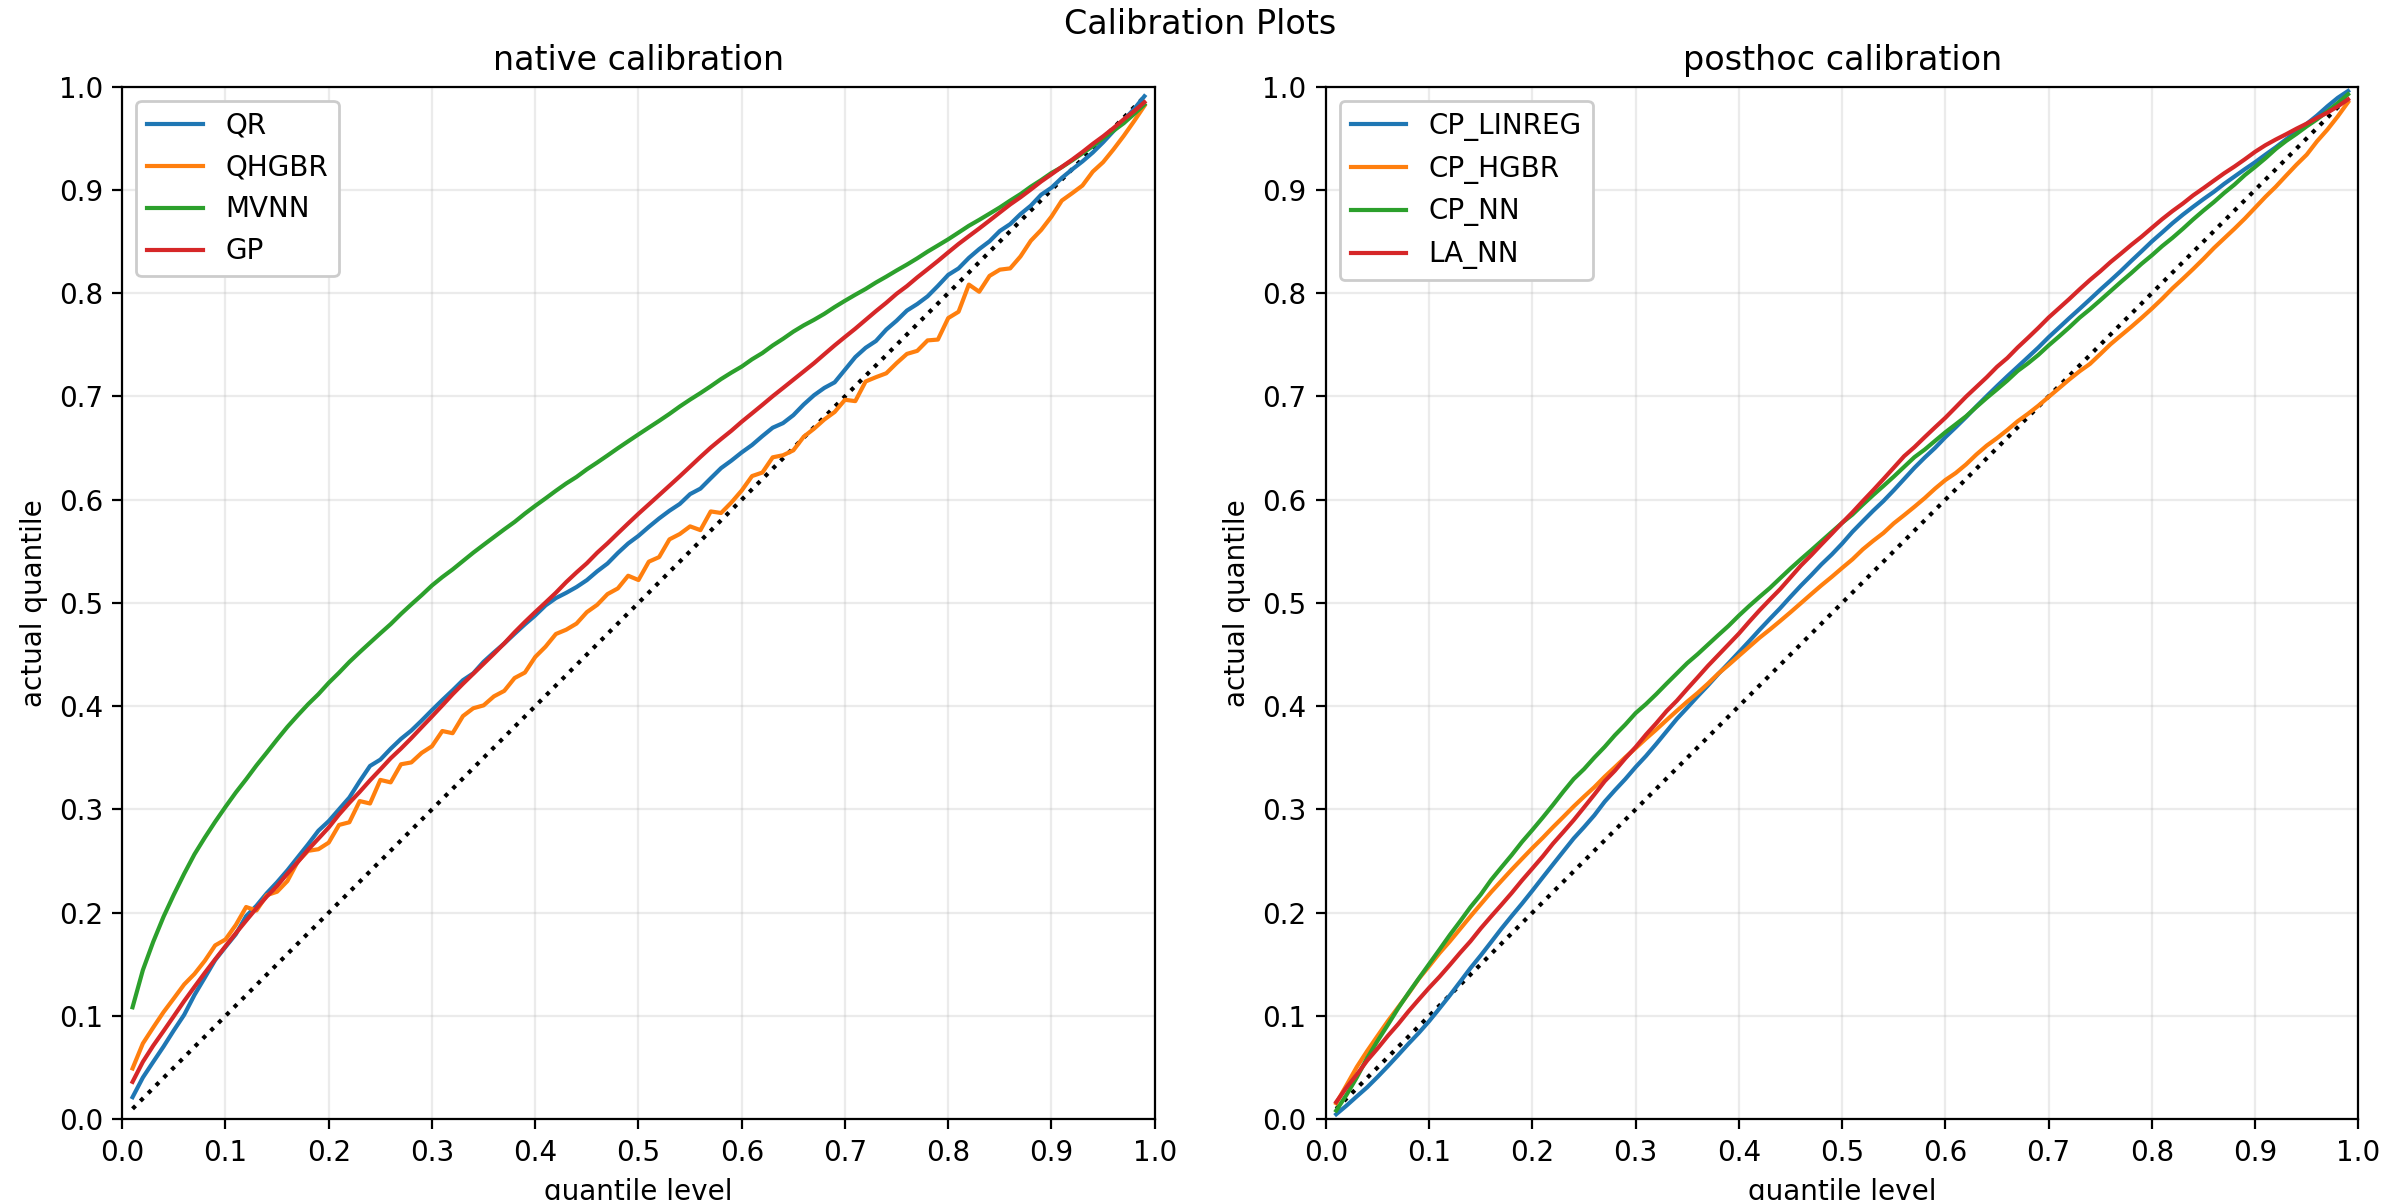 Calibration Plots
native calibration
1.0
0.9
0.8
0.7
0.6
0.5
0.4
0.3
0.2
0.1
0.0
actual quantile
QR
QHGBR
MVNN
GP
0.0 0.1 0.2 0.3 0.4 0.5 0.6 0.7 0.8 0.9 1.0
quantile level
posthoc calibration
1.0
0.9
0.8
0.7
0.6
0.5
0.4
0.3
0.2
0.1
0.0
actual quantile
CP_LINREG
CP_HGBR
CP_NN
LA_NN
0.0 0.1 0.2 0.3 0.4 0.5 0.6 0.7 0.8 0.9 1.0
quantile level